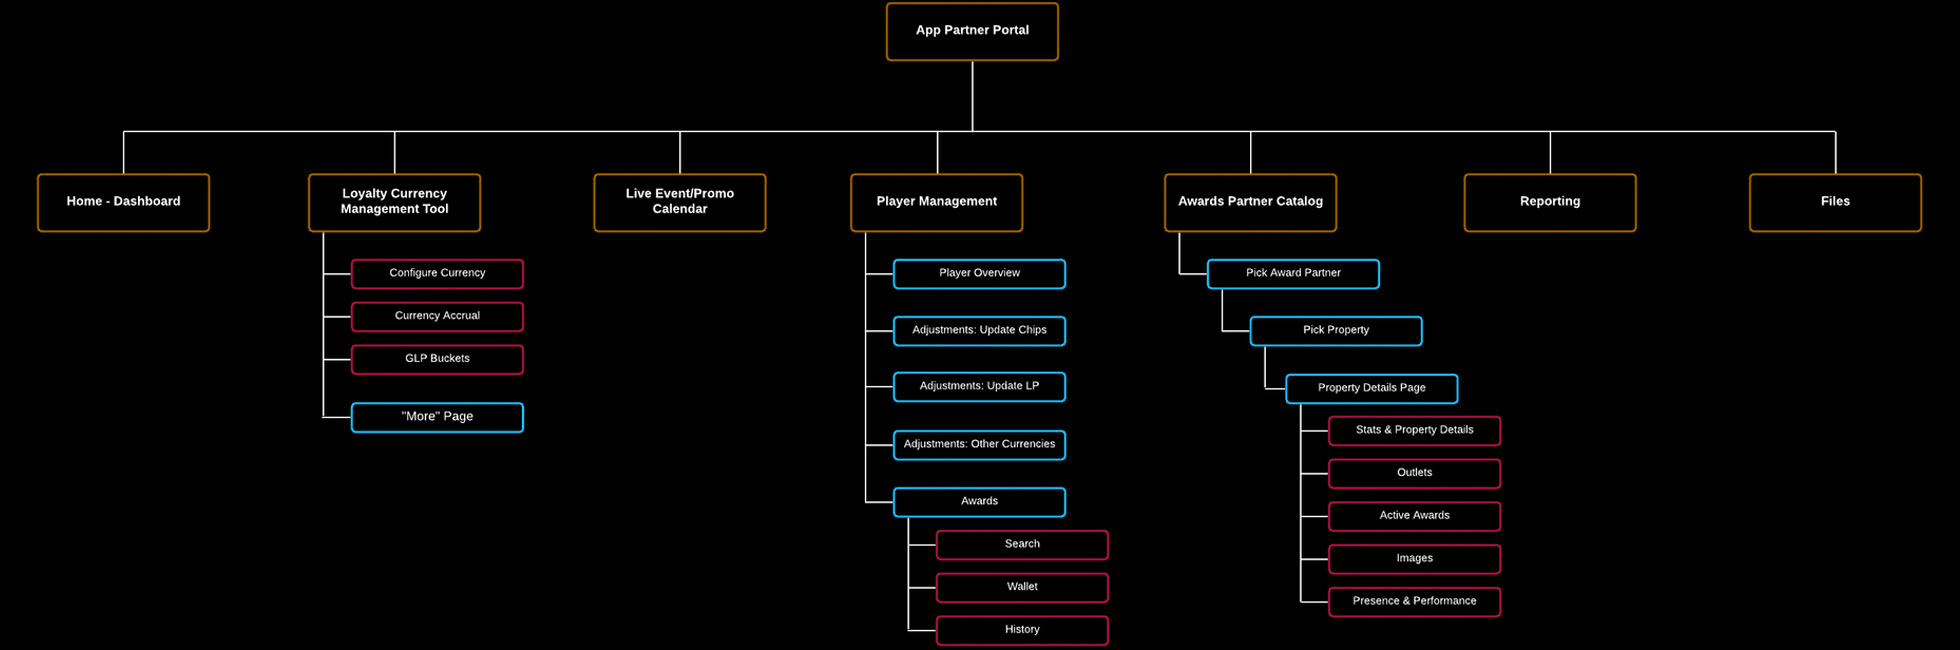 App Partner Portal
Home - Dashboard
Loyalty Currency
Management Tool
Live Event/Promo
Calendar
Player Management
Awards Partner Catalog
Reporting
Files
Configure Currency
Currency Accrual
GLP Buckets
"More" Page
Player Overview
Adjustments: Update Chips
Adjustments: Update LP
Adjustments: Other Currencies
Awards
Search
Wallet
History
Pick Award Partner
Pick Property
Property Details Page
Stats & Property Details
Outlets
Active Awards
Images
Presence & Performance